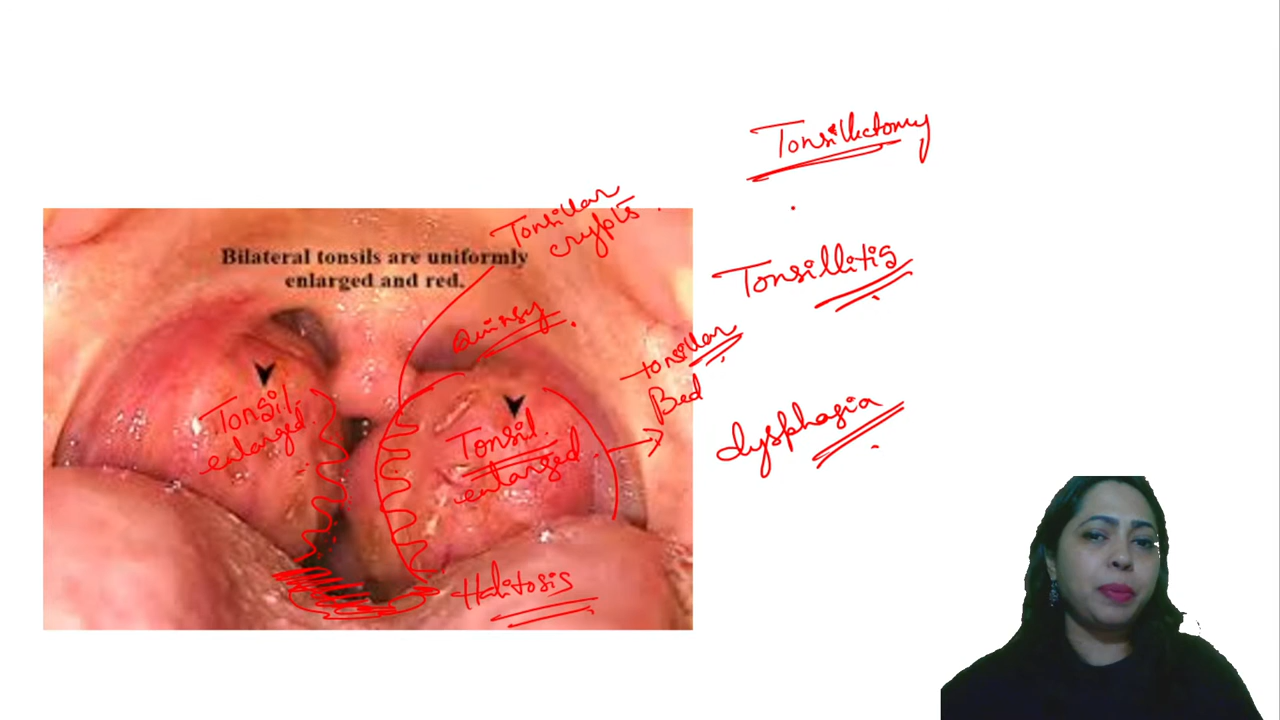 Tonsillectomy
Tonsillar
crypts.
Bilateral tonsils are uniformly
enlarged and red.
Tonsillitis
Quinsy
tonsillar
Bed
Tonsil
enlarged.
Tonsil.
enlarged
dysphagia
Halitosis